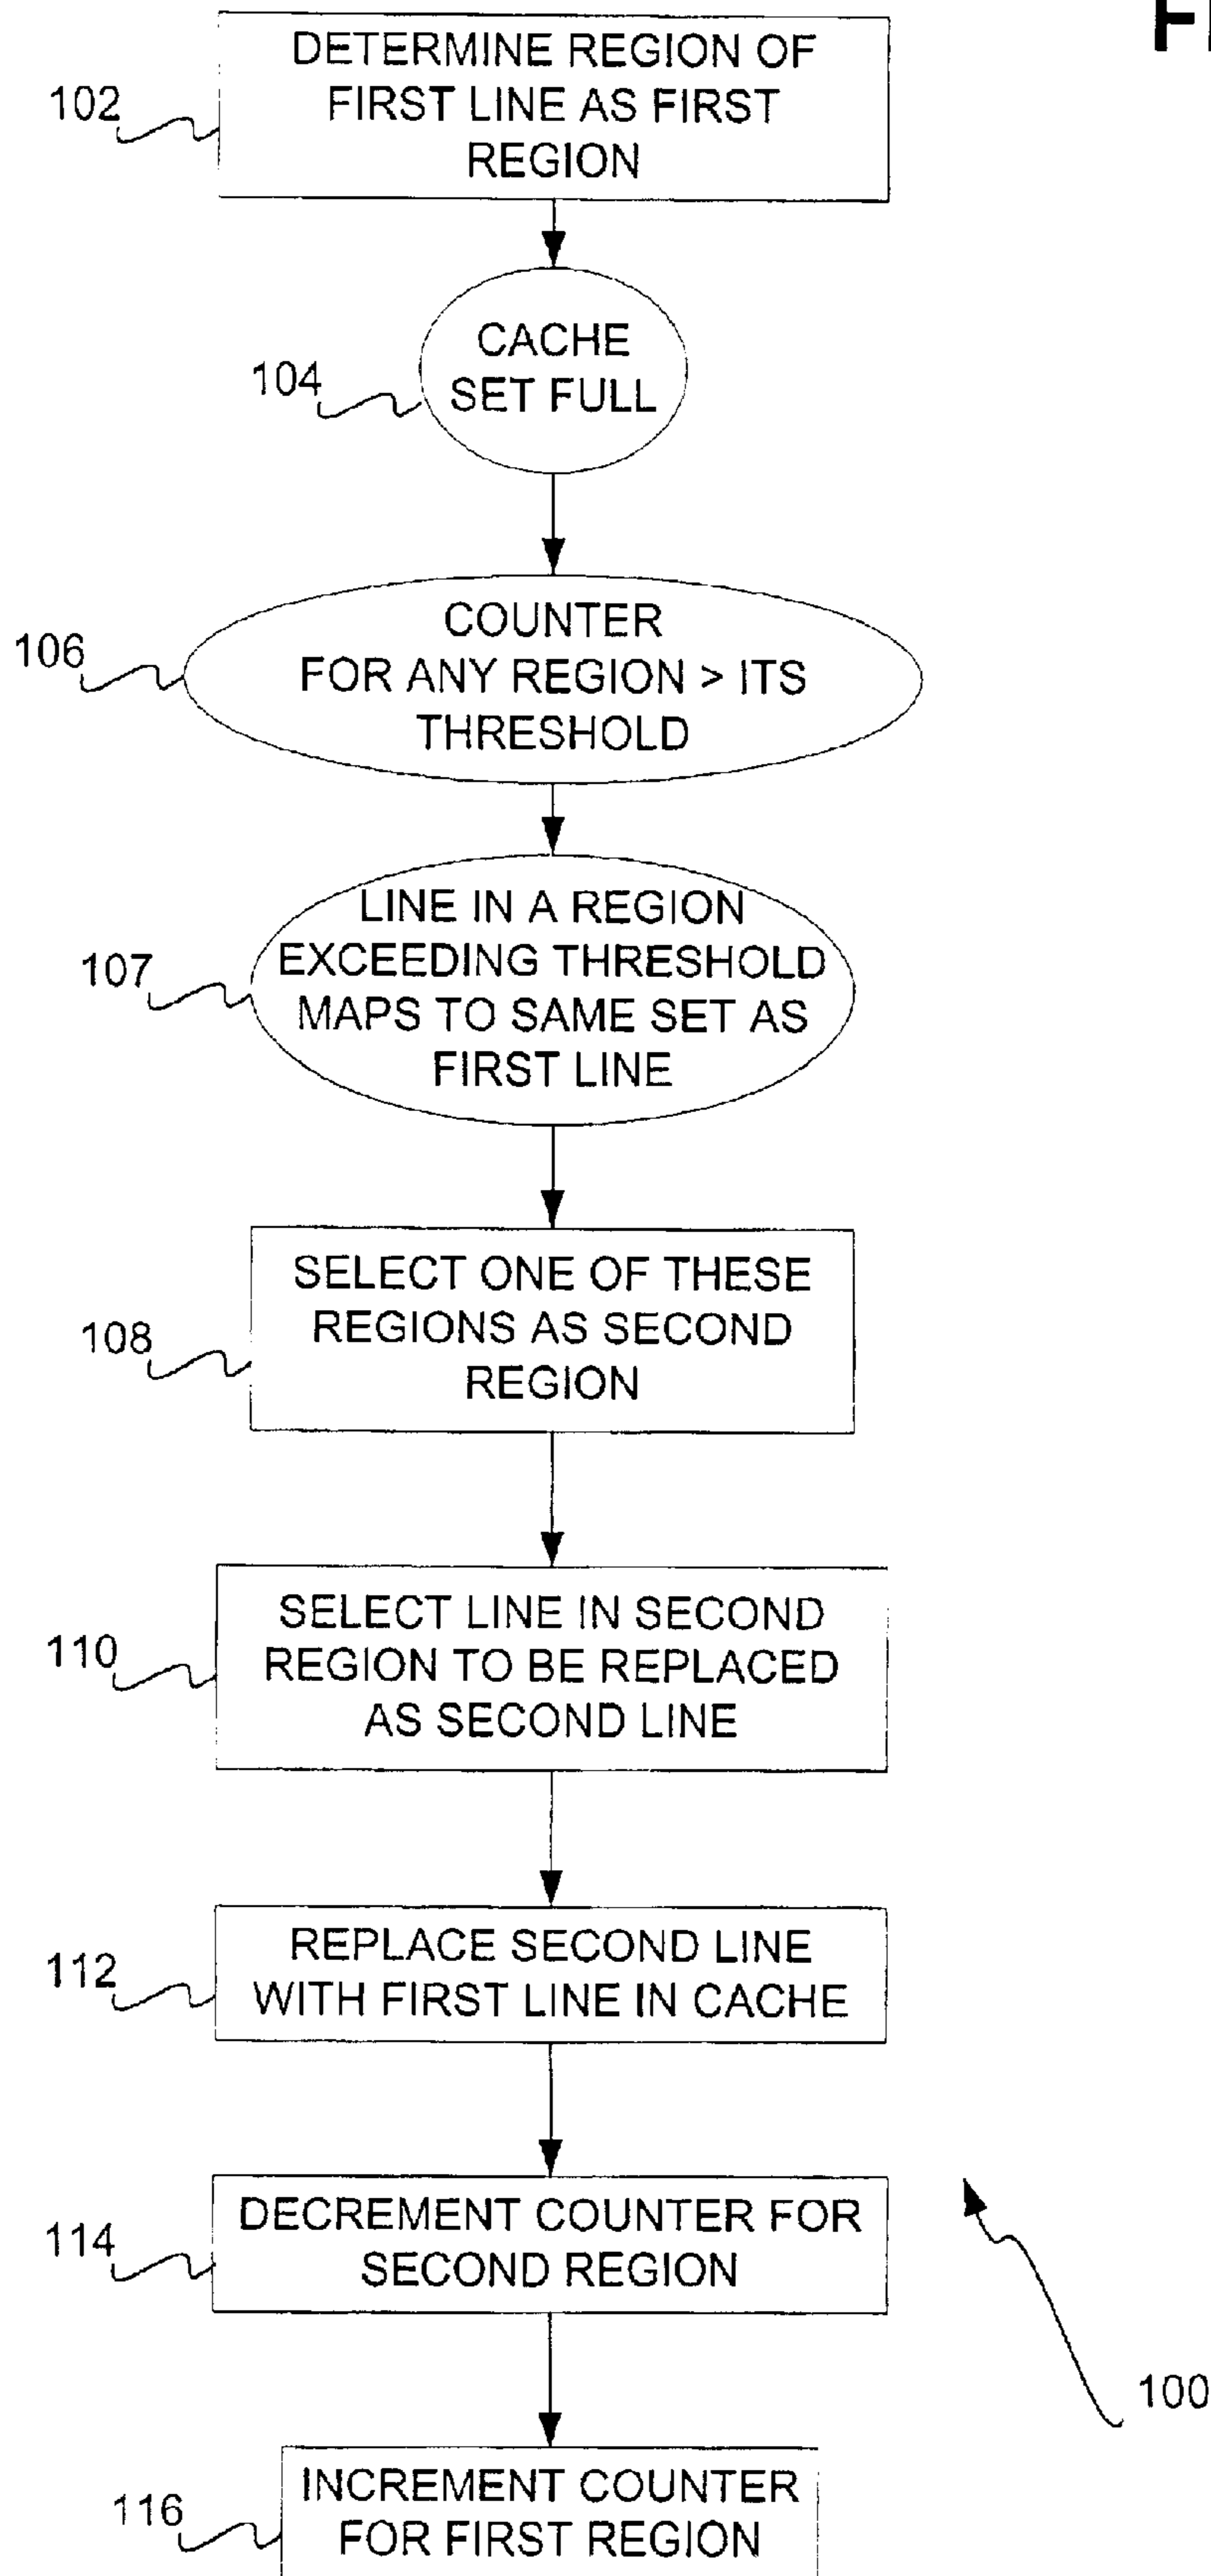 DETERMINE REGION OF
FIRST LINE AS FIRST
REGION
102
CACHE
SET FULL
104
COUNTER
FOR ANY REGION > ITS
THRESHOLD
106
LINE IN A REGION
EXCEEDING THRESHOLD
MAPS TO SAME SET AS
FIRST LINE
107
SELECT ONE OF THESE
REGIONS AS SECOND
REGION
108
SELECT LINE IN SECOND
REGION TO BE REPLACED
AS SECOND LINE
110
REPLACE SECOND LINE
WITH FIRST LINE IN CACHE
112
DECREMENT COUNTER FOR
SECOND REGION
114
100
INCREMENT COUNTER
FOR FIRST REGION
116